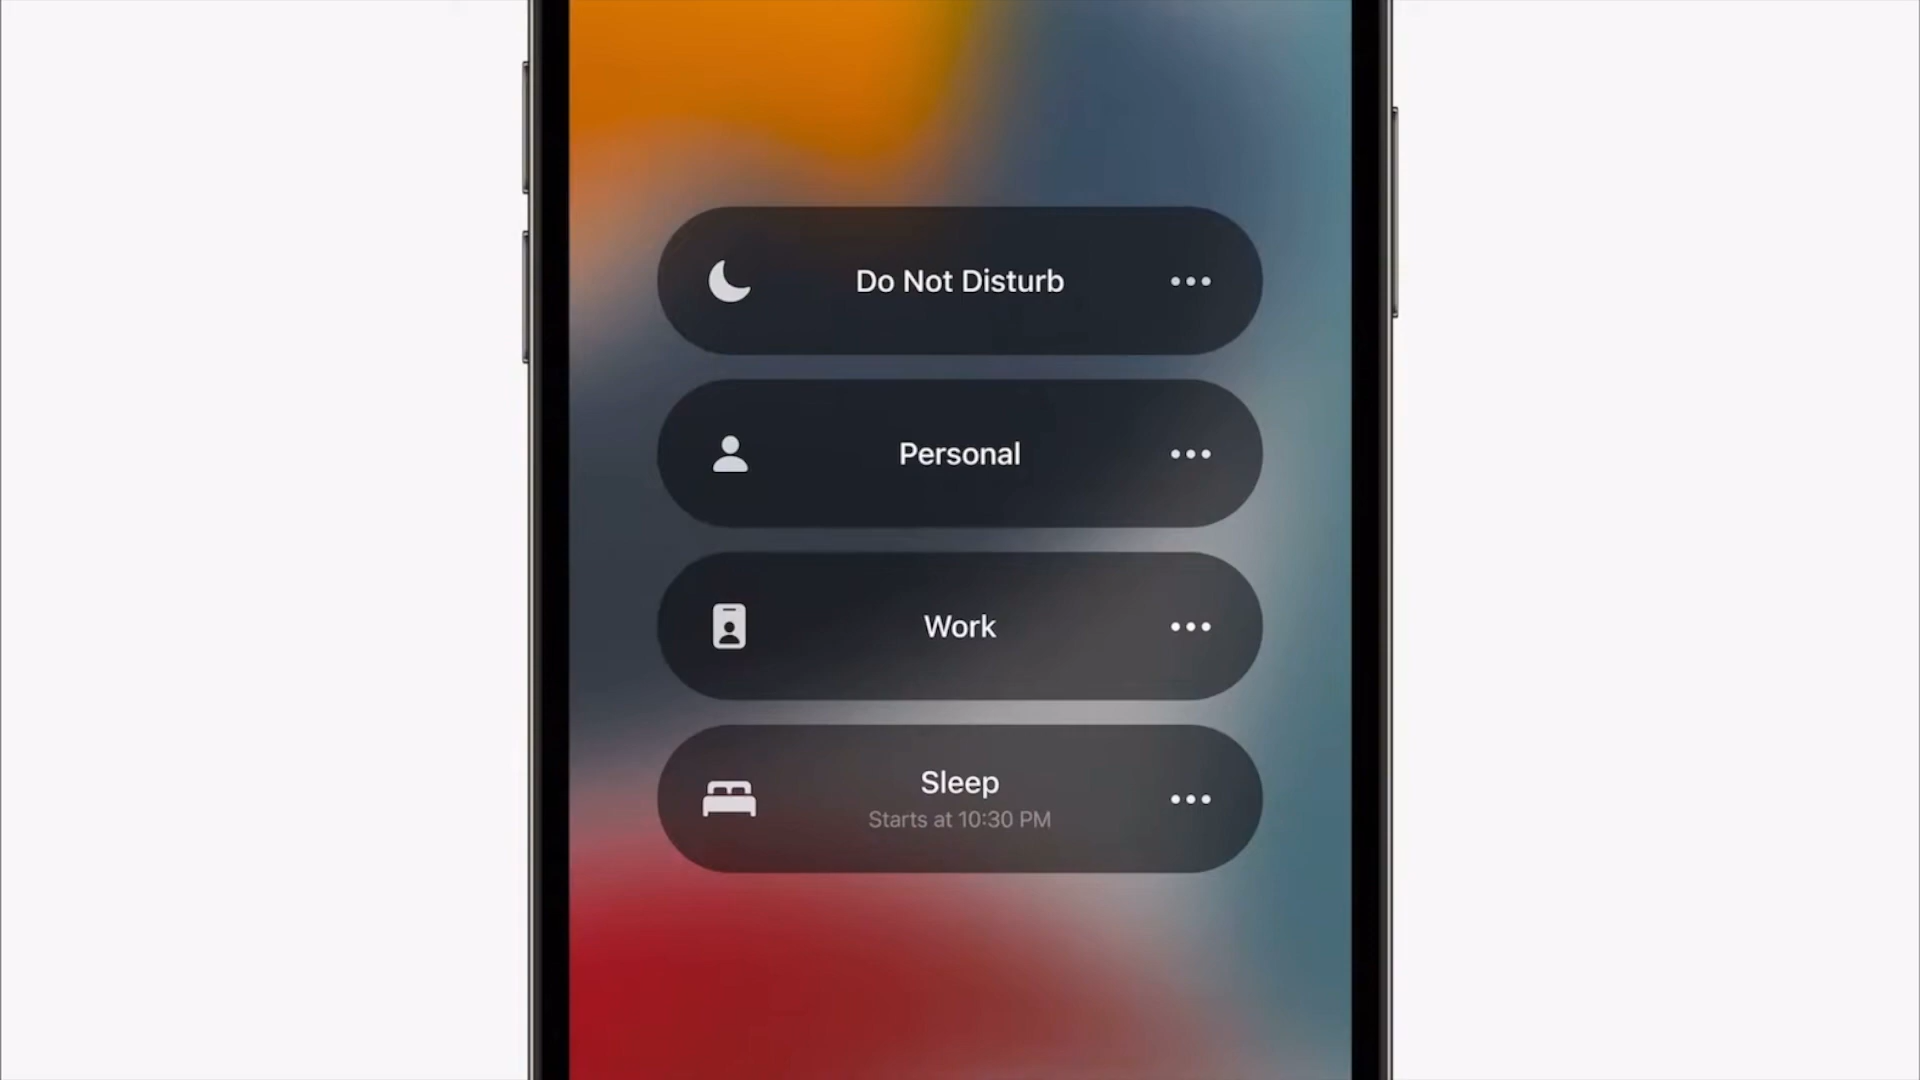 Do Not Disturb
Personal
Work
Sleep
Starts at 10:30 PM